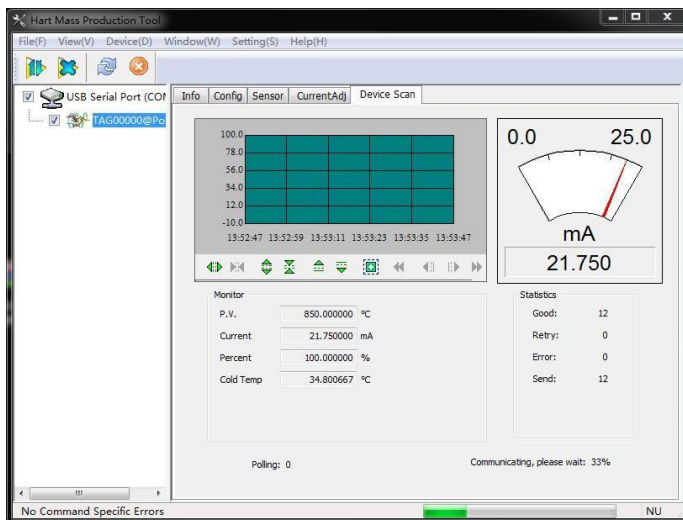 Hart Mass Production Tool
File(F) View(V) Device(D) Window(W) Setting(S) Help(H)
USB Serial Port (COM
TAG00000@Po
Info Config Sensor CurrentAdj Device Scan
100.0
78.0
56.0
34.0
12.0
-10.0
13:52:47 13:52:59 13:53:11 13:53:23 13:53:35 13:53:47
0.0 25.0
mA
21.750
Monitor
P.V. 850.000000 ºC
Current 21.750000 mA
Percent 100.000000 %
Cold Temp 34.800667 ºC
Statistics
Good: 12
Retry: 0
Error: 0
Send: 12
Polling: 0
Communicating, please wait: 33%
No Command Specific Errors
NU